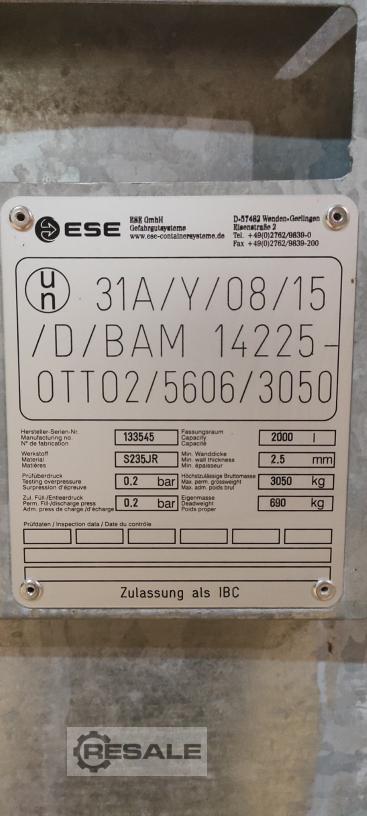 ESE
ESE GmbH
Gefahrgutsysteme
www.ese-containersysteme.de
D-57482 Wenden-Gerlingen
Eisenstraße 2
Tel. +49(0)2762/9839-0
Fax +49(0)2762/9839-200
un 31A/Y/08/15
/D/BAM 14225-
OTTO2/5606/3050
Hersteller-Serien-Nr.
Manufacturing no. 133545
N° de fabrication
Fassungsraum
Capacity 2000 l
Capacité
Werkstoff
Material S235JR
Matières
Min. Wanddicke
Min. wall thickness 2.5 mm
Min. épaisseur
Prüfüberdruck
Testing overpressure 0.2 bar
Surpression d'épreuve
Höchstzulässige Bruttomasse
Max. perm. grossweight 3050 kg
Max. adm. poids brut
Zul. Füll-/Entleerdruck
Perm. Fill-/discharge press 0.2 bar
Adm. press de charge /d'écharge
Eigenmasse
Deadweight 690 kg
Poids propre
Prüfdaten / Inspection data / Date du contrôle
Zulassung als IBC
RESALE